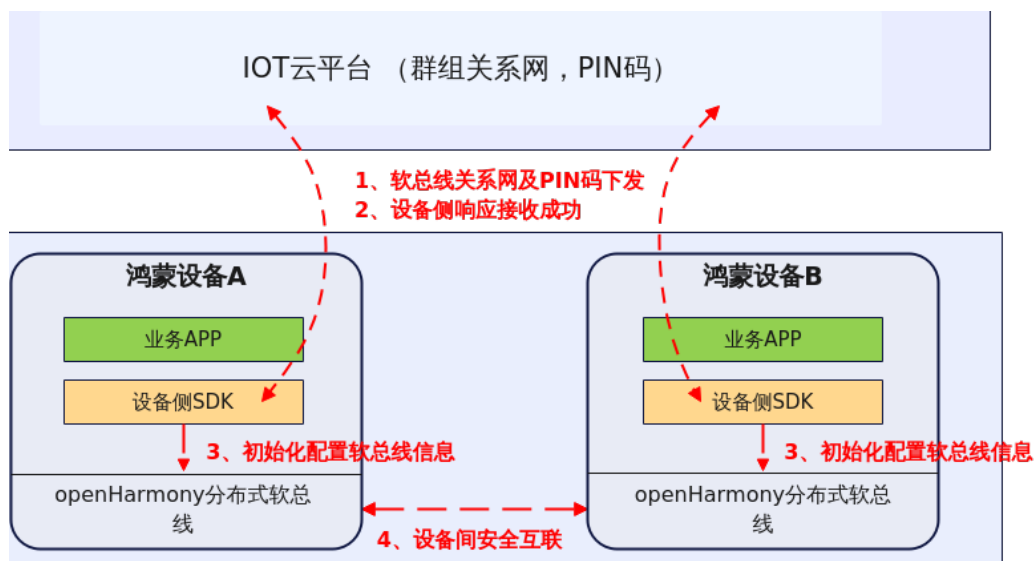 IOT云平台 （群组关系网，PIN码）
1、软总线关系网及PIN码下发
2、设备侧响应接收成功
鸿蒙设备A
业务APP
设备侧SDK
3、初始化配置软总线信息
openHarmony分布式软总
线
鸿蒙设备B
业务APP
设备侧SDK
3、初始化配置软总线信息
openHarmony分布式软总
线
4、设备间安全互联